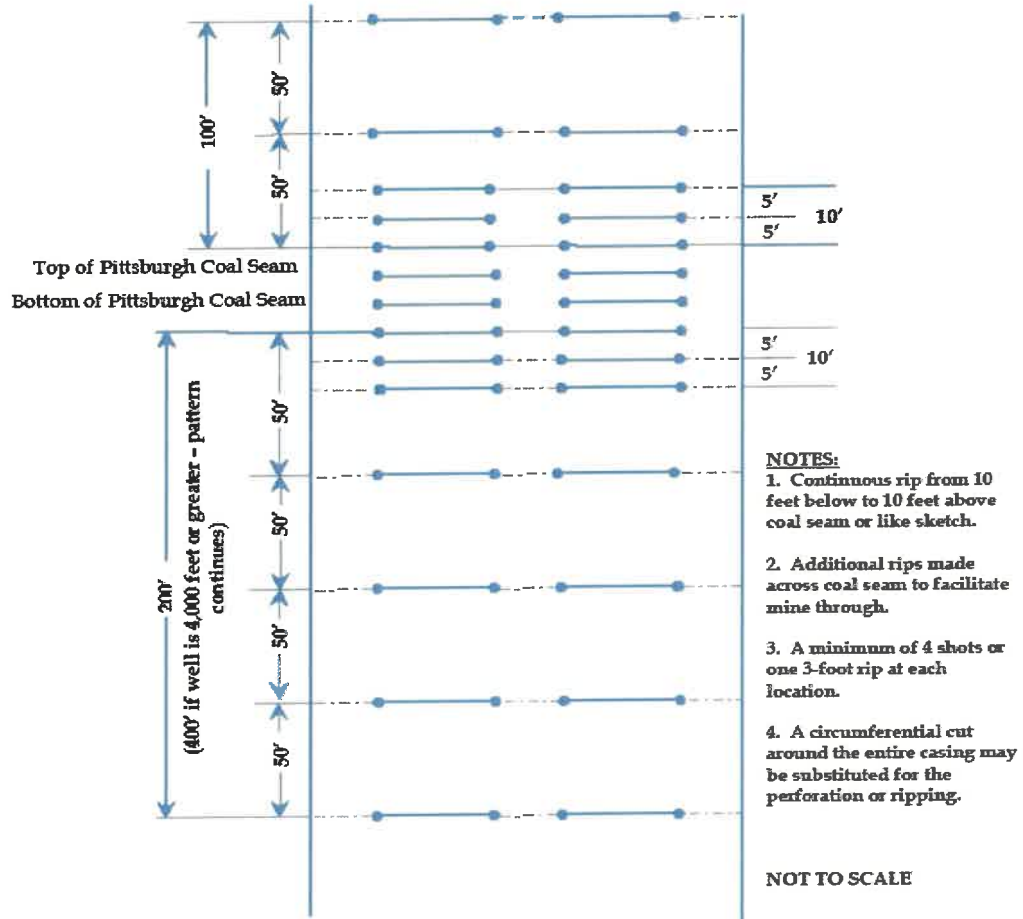 50'
100'
50'
5'
10'
5'
Top of Pittsburgh Coal Seam
Bottom of Pittsburgh Coal Seam
5'
10'
5'
50'
200'
(400' if well is 4,000 feet or greater – pattern
continues)
50'
50'
50'
NOTES:
1. Continuous rip from 10
feet below to 10 feet above
coal seam or like sketch.
2. Additional rips made
across coal seam to facilitate
mine through.
3. A minimum of 4 shots or
one 3-foot rip at each
location.
4. A circumferential cut
around the entire casing may
be substituted for the
perforation or ripping.
NOT TO SCALE